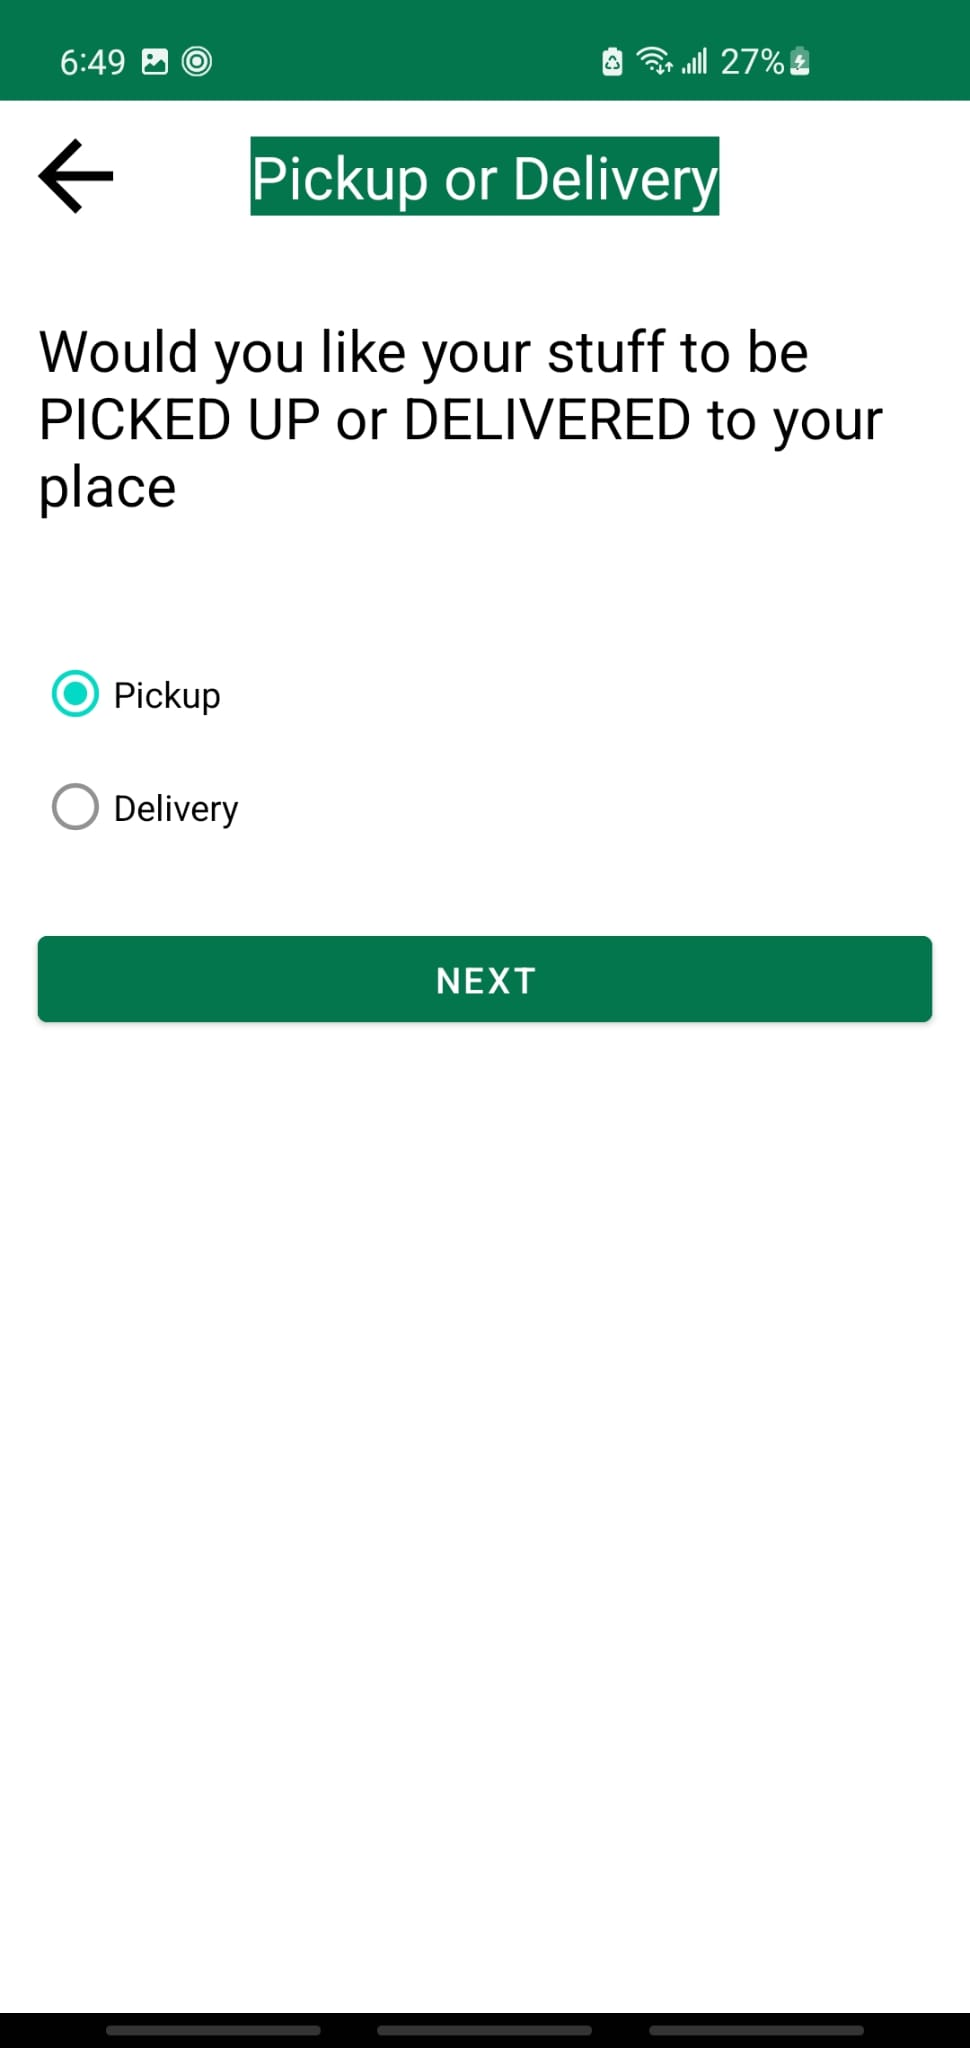 6:49 27%
Pickup or Delivery
Would you like your stuff to be
PICKED UP or DELIVERED to your
place
Pickup
Delivery
NEXT